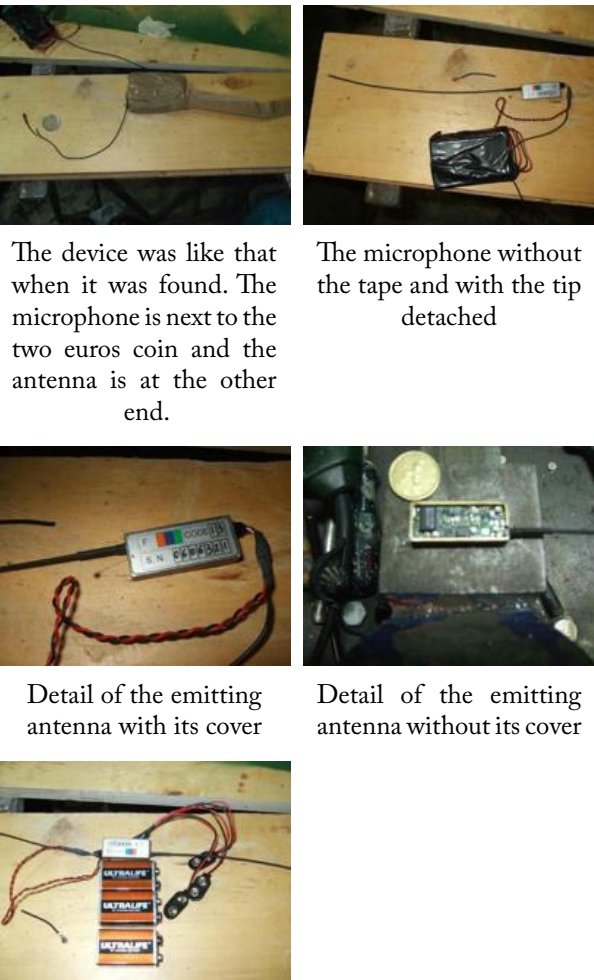 The device was like that
when it was found. The
microphone is next to the
two euros coin and the
antenna is at the other
end.
The microphone without
the tape and with the tip
detached
F CODE 13
S.N
Detail of the emitting
antenna with its cover
Detail of the emitting
antenna without its cover
ULTRALIFE
ULTRALIFE
ULTRALIFE